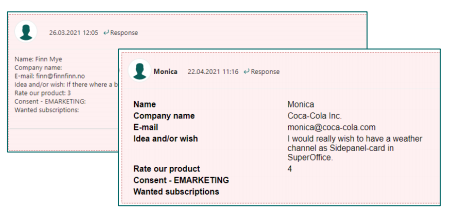 26.03.2021 12:05 ↵ Response
Name: Finn Mye
Company name:
E-mail: finn@finnfinn.no
Idea and/or wish: If there where a b
Rate our product: 3
Consent - EMARKETING:
Wanted subscriptions:
Monica 22.04.2021 11:16 ↵ Response
Name Monica
Company name Coca-Cola Inc.
E-mail monica@coca-cola.com
Idea and/or wish I would really wish to have a weather
channel as Sidepanel-card in
SuperOffice.
Rate our product 4
Consent - EMARKETING
Wanted subscriptions